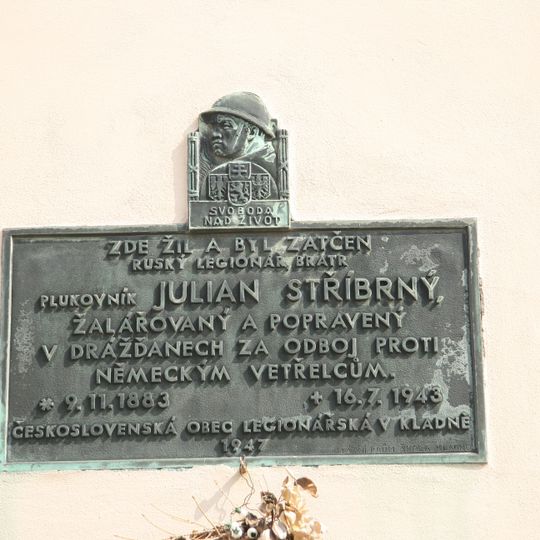 SVOBODA
NAD ŽIVOT
ZDE ŽIL A BYL ZATČEN
RUSKÝ LEGIONÁŘ, BRATR
PLUKOVNÍK JULIAN STŘÍBRNÝ,
ŽALÁŘOVANÝ A POPRAVENÝ
V DRÁŽĎANECH ZA ODBOJ PROTI
NĚMECKÝM VETŘELCŮM.
* 9.11.1883 + 16.7.1943
ČESKOSLOVENSKÁ OBEC LEGIONÁŘSKÁ V KLADNĚ
1947